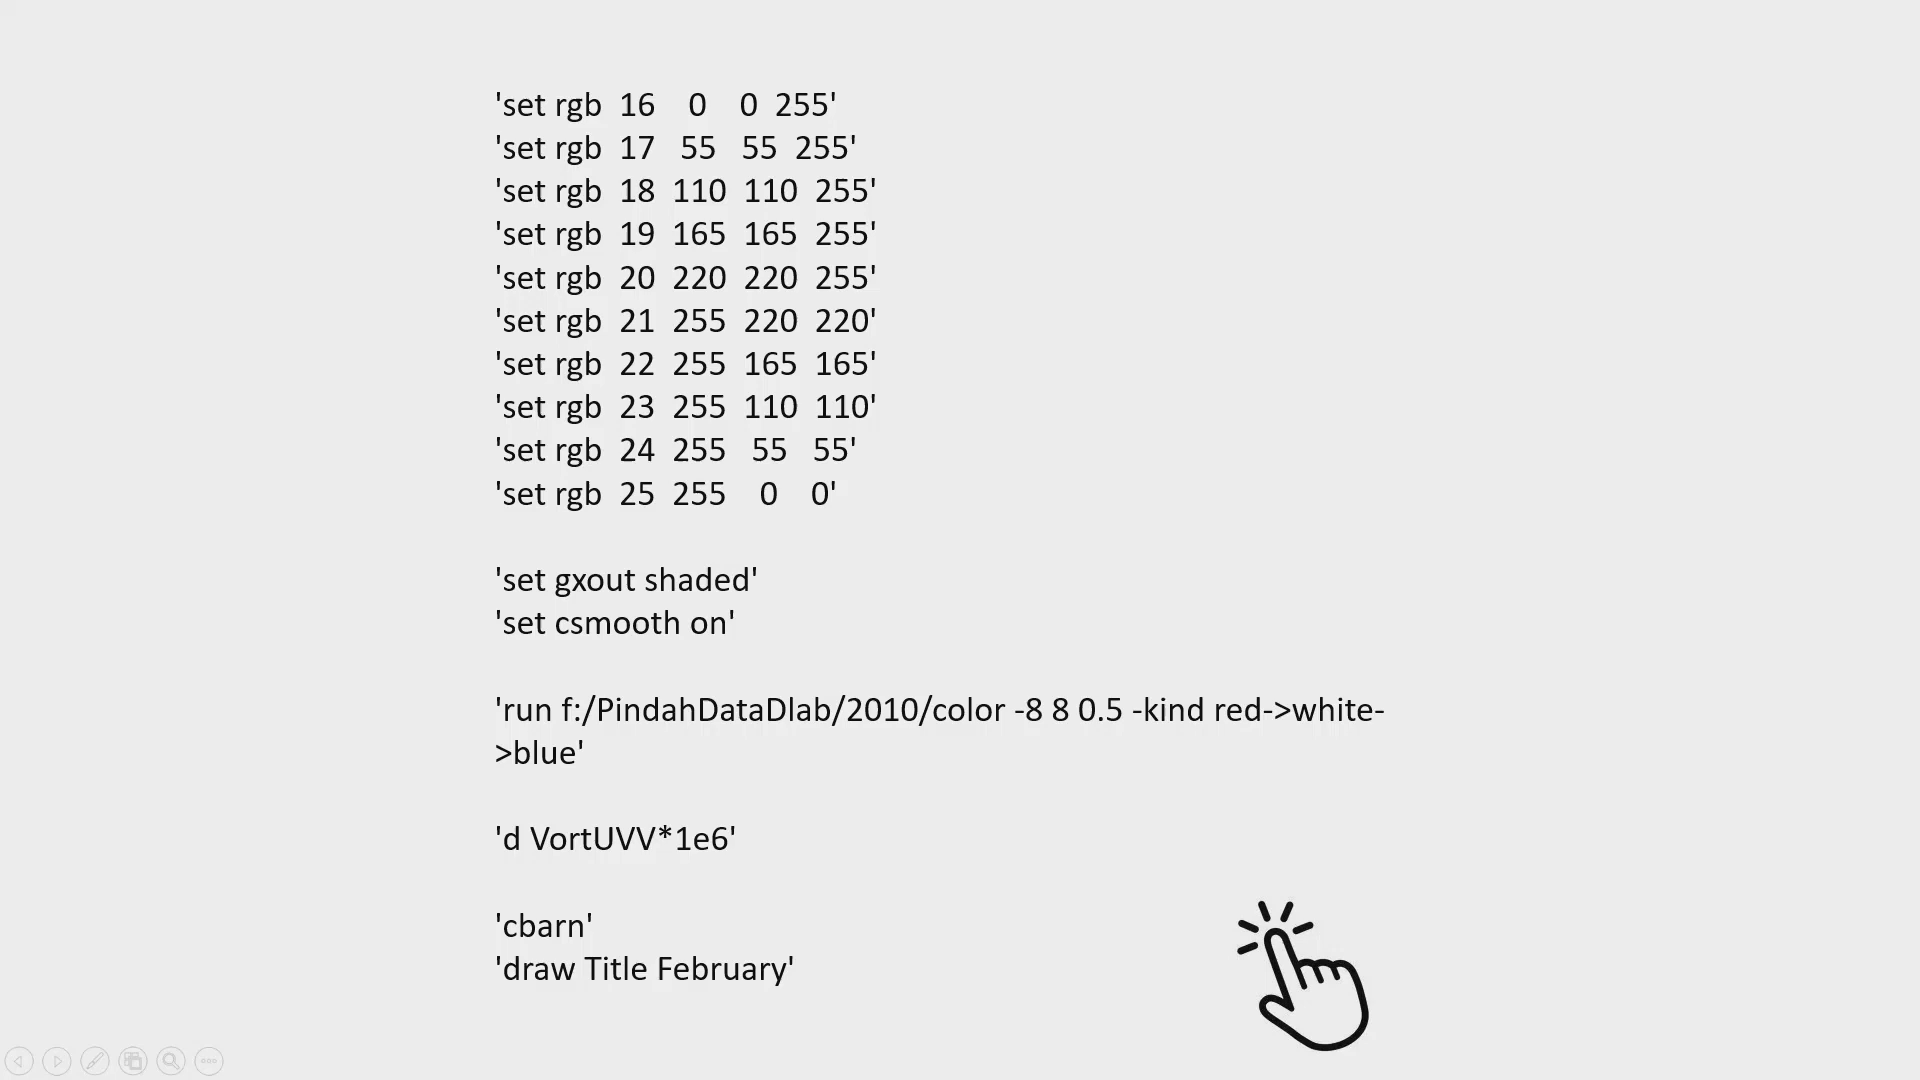 'set rgb  16    0    0  255'
'set rgb  17   55   55  255'
'set rgb  18  110  110  255'
'set rgb  19  165  165  255'
'set rgb  20  220  220  255'
'set rgb  21  255  220  220'
'set rgb  22  255  165  165'
'set rgb  23  255  110  110'
'set rgb  24  255   55   55'
'set rgb  25  255    0    0'
'set gxout shaded'
'set csmooth on'
'run f:/PindahDataDlab/2010/color -8 8 0.5 -kind red->white-
>blue'
'd VortUVV*1e6'
'cbarn'
'draw Title February'